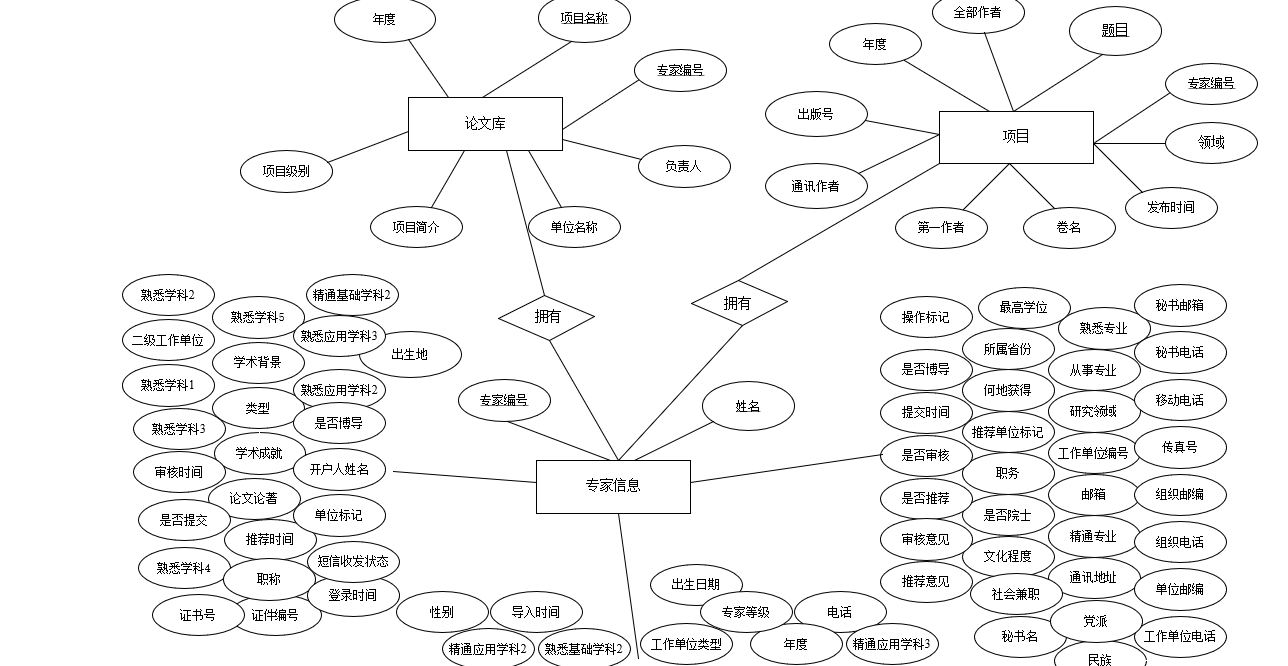 年度
项目名称
专家编号
论文库
项目级别
负责人
项目简介
单位名称
全部作者
题目
年度
专家编号
出版号
项目
领域
通讯作者
发布时间
第一作者
卷名
拥有
拥有
熟悉学科2
精通基础学科2
熟悉学科5
二级工作单位
熟悉应用学科3
出生地
学术背景
熟悉学科1
熟悉应用学科2
类型
熟悉学科3
是否博导
学术成就
审核时间
开户人姓名
论文论著
是否提交
单位标记
推荐时间
熟悉学科4
短信收发状态
职称
登录时间
证书号
证件编号
专家编号
姓名
专家信息
操作标记
最高学位
秘书邮箱
熟悉专业
所属省份
秘书电话
是否博导
从事专业
何地获得
移动电话
提交时间
研究领域
推荐单位标记
传真号
是否审核
工作单位编号
职务
是否推荐
邮箱
组织邮编
是否院士
审核意见
精通专业
组织电话
文化程度
推荐意见
通讯地址
单位邮编
社会兼职
党派
秘书名
工作单位电话
民族
性别
导入时间
精通应用学科2
熟悉基础学科2
出生日期
专家等级
电话
工作单位类型
年度
精通应用学科3